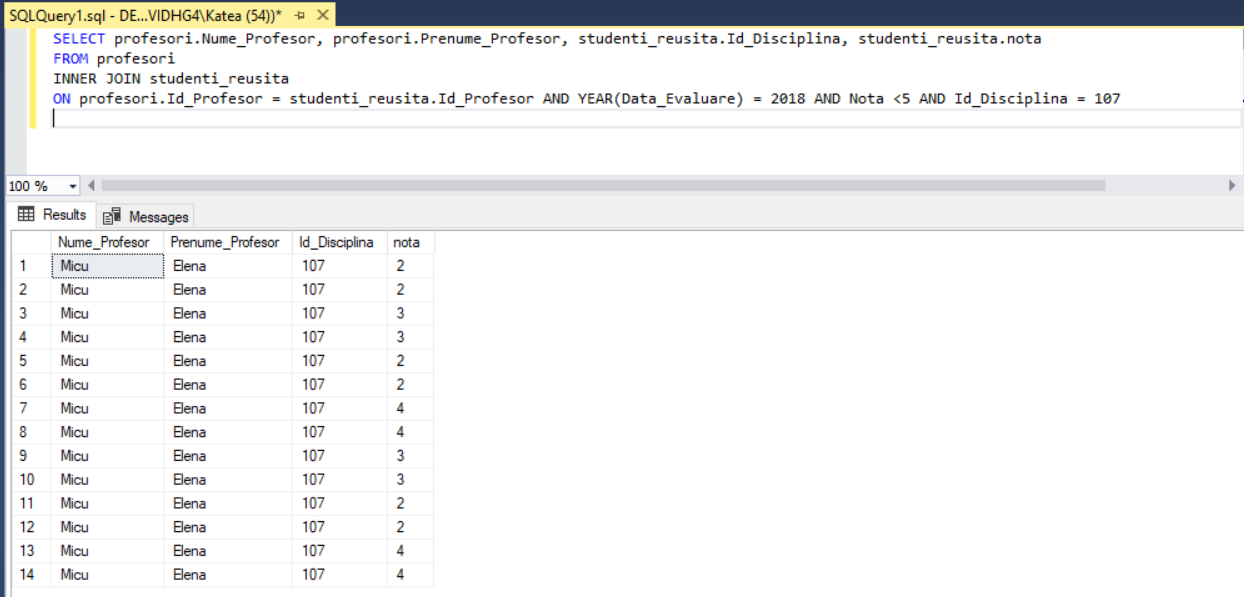 SQLQuery1.sql - DE...VIDHG4\Katea (54))*
SELECT profesori.Nume_Profesor, profesori.Prenume_Profesor, studenti_reusita.Id_Disciplina, studenti_reusita.nota
FROM profesori
INNER JOIN studenti_reusita
ON profesori.Id_Profesor = studenti_reusita.Id_Profesor AND YEAR(Data_Evaluare) = 2018 AND Nota <5 AND Id_Disciplina = 107
100 %
Results Messages
Nume_Profesor Prenume_Profesor Id_Disciplina nota
1 Micu Elena 107 2
2 Micu Elena 107 2
3 Micu Elena 107 3
4 Micu Elena 107 3
5 Micu Elena 107 2
6 Micu Elena 107 2
7 Micu Elena 107 4
8 Micu Elena 107 4
9 Micu Elena 107 3
10 Micu Elena 107 3
11 Micu Elena 107 2
12 Micu Elena 107 2
13 Micu Elena 107 4
14 Micu Elena 107 4